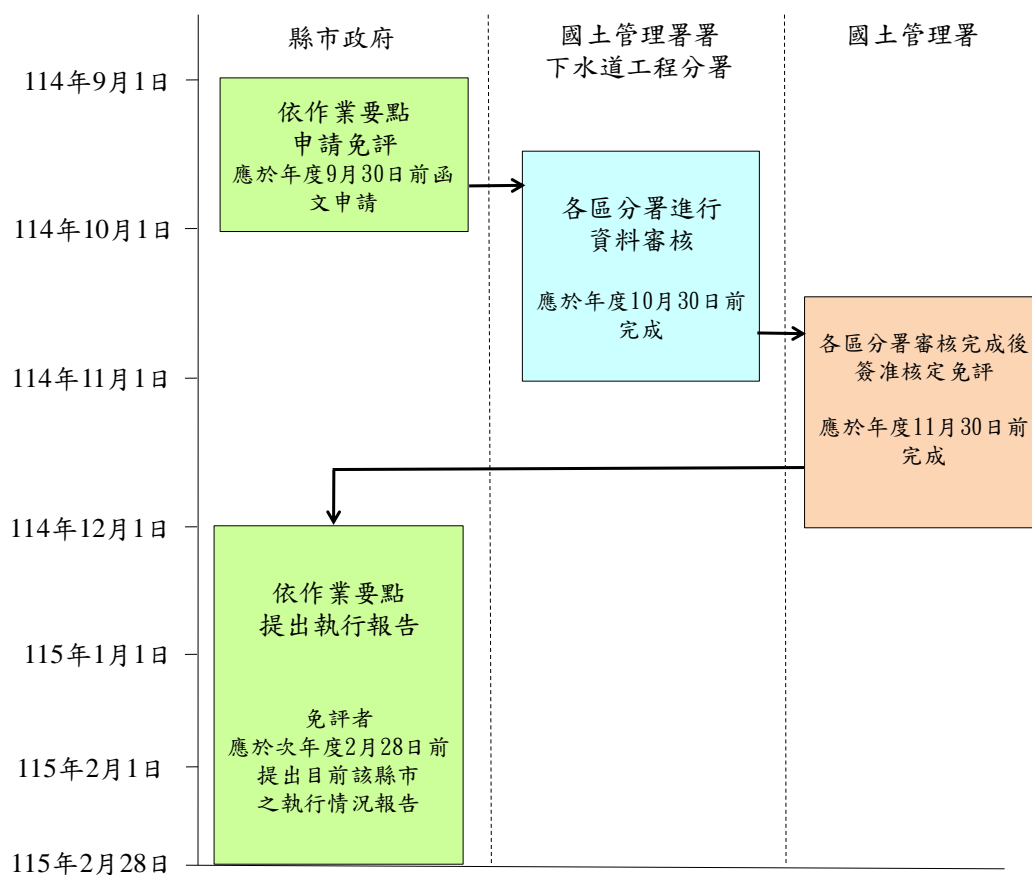 縣市政府
國土管理署署
下水道工程分署
國土管理署
114年9月1日
依作業要點
申請免評
應於年度9月30日前函
文申請
114年10月1日
各區分署進行
資料審核
應於年度10月30日前
完成
114年11月1日
各區分署審核完成後
簽准核定免評
應於年度11月30日前
完成
114年12月1日
依作業要點
提出執行報告
115年1月1日
免評者
應於次年度2月28日前
提出目前該縣市
之執行情況報告
115年2月1日
115年2月28日